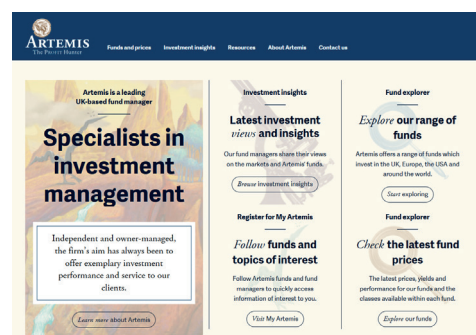 ARTEMIS
The PROFIT Hunter
Funds and prices
Investment insights
Resources
About Artemis
Contact us
Artemis is a leading
UK-based fund manager
Specialists in
investment
management
Independent and owner-managed,
the firm's aim has always been to
offer exemplary investment
performance and service to our
clients.
Learn more about Artemis
Investment insights
Latest investment
views and insights
Our fund managers share their views
on the markets and Artemis' funds.
Browse investment insights
Register for My Artemis
Follow funds and
topics of interest
Follow Artemis funds and fund
managers to quickly access
information of interest to you.
Visit My Artemis
Fund explorer
Explore our range of
funds
Artemis offers a range of funds which
invest in the UK, Europe, the USA and
around the world.
Start exploring
Fund explorer
Check the latest fund
prices
The latest prices, yields and
performance for our funds and the
classes available within each fund.
Explore our funds